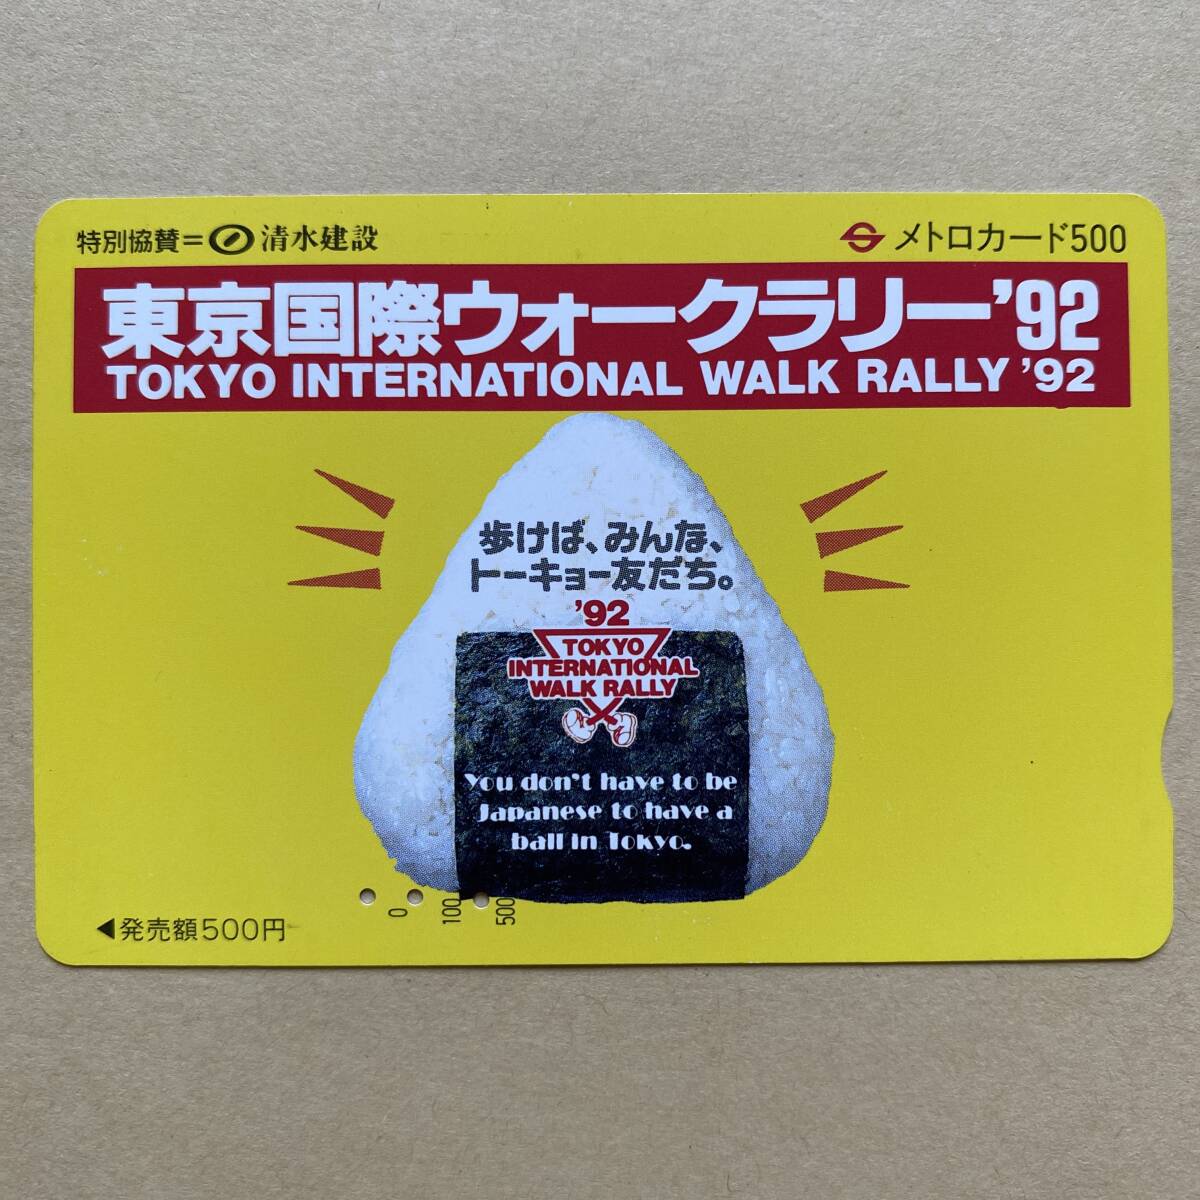 特別協賛= 清水建設
メトロカード500
東京国際ウォークラリー'92
TOKYO INTERNATIONAL WALK RALLY '92
歩けば、みんな、
トーキョー友だち。
'92
TOKYO
INTERNATIONAL
WALK RALLY
You don't have to be
Japanese to have a
ball in Tokyo.
0 100 500
◀発売額500円